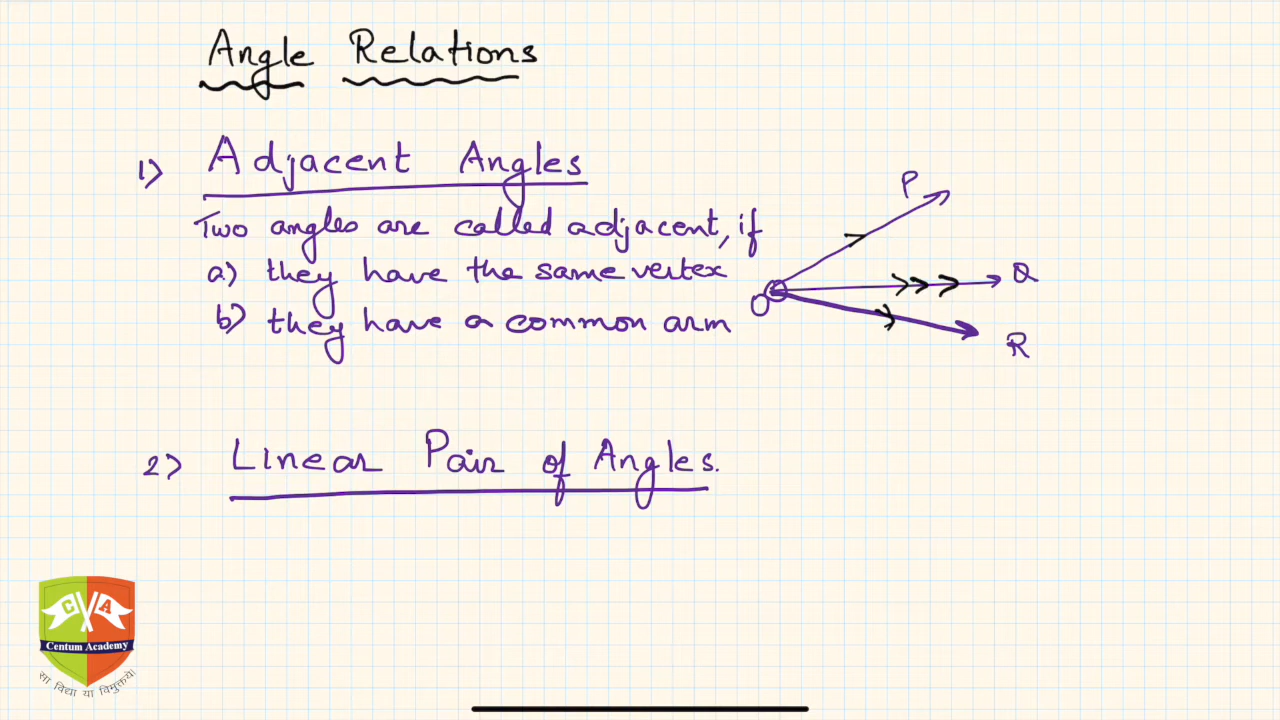 Angle Relations
1) Adjacent Angles
Two angles are called adjacent, if
a) they have the same vertex
b) they have a common arm
P
Q
O
R
2) Linear Pair of Angles.
C A
Centum Academy
सा विद्या या विमुक्तये।